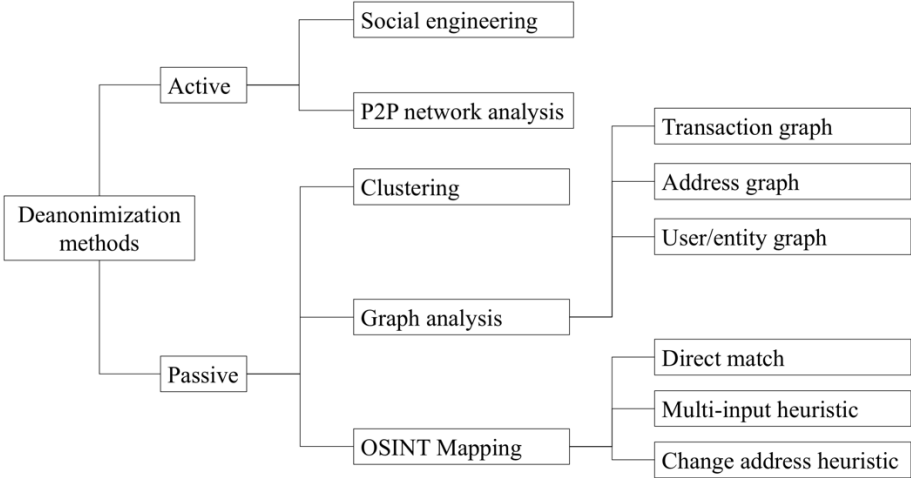 Social engineering
Active
P2P network analysis
Transaction graph
Clustering
Address graph
Deanonimization
methods
User/entity graph
Graph analysis
Passive
Direct match
Multi-input heuristic
OSINT Mapping
Change address heuristic